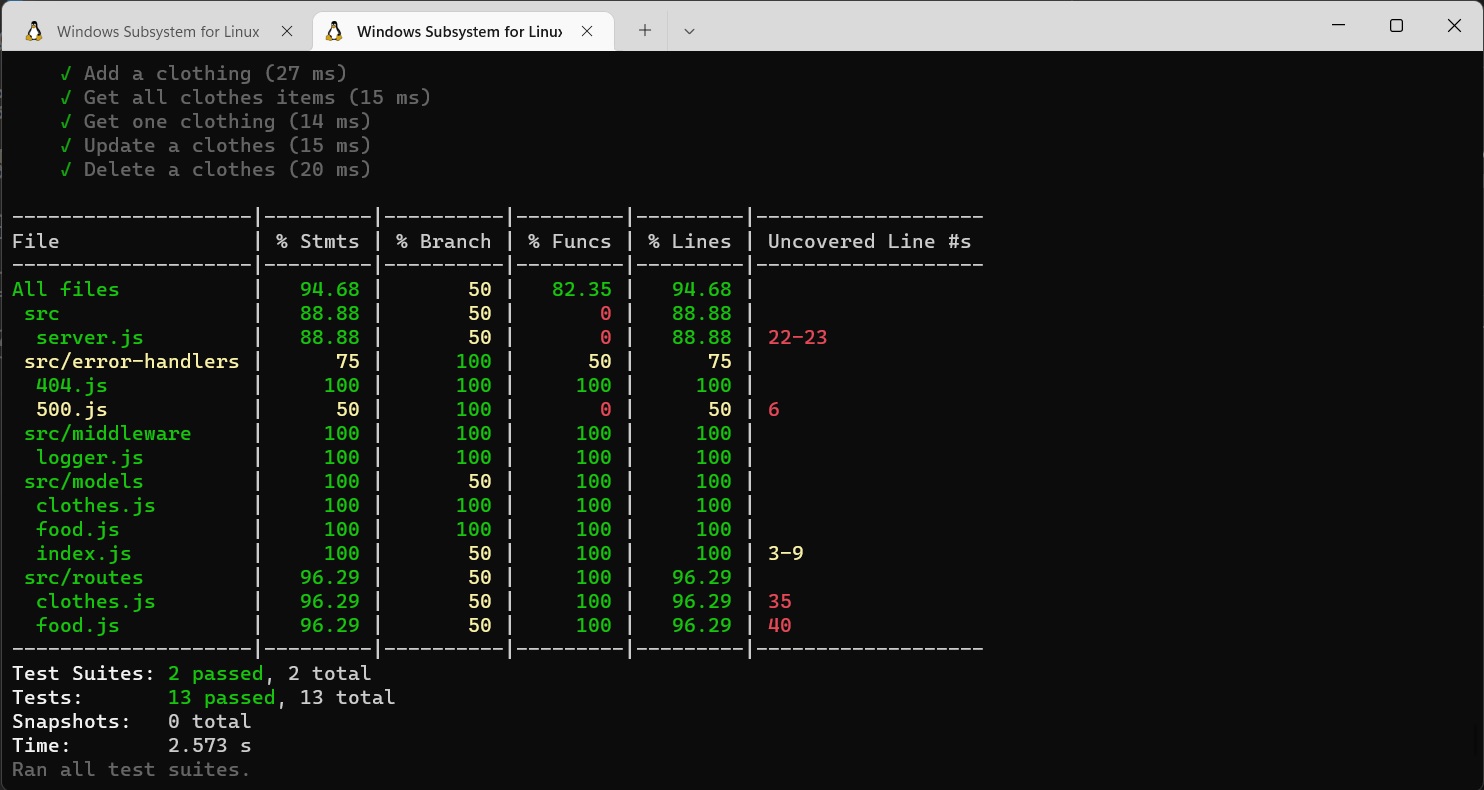 Windows Subsystem for Linux
Windows Subsystem for Linux
√ Add a clothing (27 ms)
√ Get all clothes items (15 ms)
√ Get one clothing (14 ms)
√ Update a clothes (15 ms)
√ Delete a clothes (20 ms)
--------------------|---------|----------|---------|---------|-------------------
File | % Stmts | % Branch | % Funcs | % Lines | Uncovered Line #s
--------------------|---------|----------|---------|---------|-------------------
All files | 94.68 | 50 | 82.35 | 94.68 |
src | 88.88 | 50 | 0 | 88.88 |
server.js | 88.88 | 50 | 0 | 88.88 | 22-23
src/error-handlers | 75 | 100 | 50 | 75 |
404.js | 100 | 100 | 100 | 100 |
500.js | 50 | 100 | 0 | 50 | 6
src/middleware | 100 | 100 | 100 | 100 |
logger.js | 100 | 100 | 100 | 100 |
src/models | 100 | 50 | 100 | 100 |
clothes.js | 100 | 100 | 100 | 100 |
food.js | 100 | 100 | 100 | 100 |
index.js | 100 | 50 | 100 | 100 | 3-9
src/routes | 96.29 | 50 | 100 | 96.29 |
clothes.js | 96.29 | 50 | 100 | 96.29 | 35
food.js | 96.29 | 50 | 100 | 96.29 | 40
--------------------|---------|----------|---------|---------|-------------------
Test Suites: 2 passed, 2 total
Tests: 13 passed, 13 total
Snapshots: 0 total
Time: 2.573 s
Ran all test suites.